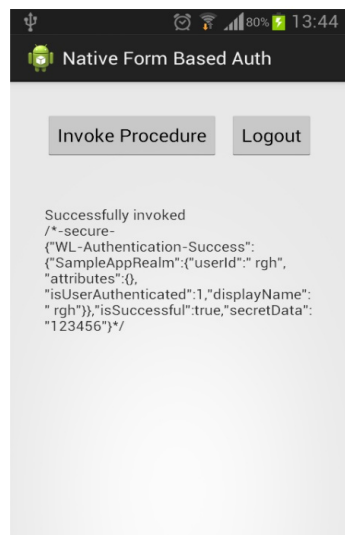 80% 13:44
Native Form Based Auth
Invoke Procedure Logout
Successfully invoked
/*-secure-
{"WL-Authentication-Success":
{"SampleAppRealm":{"userId":" rgh",
"attributes":{},
"isUserAuthenticated":1,"displayName":
" rgh"}},"isSuccessful":true,"secretData":
"123456"}*/